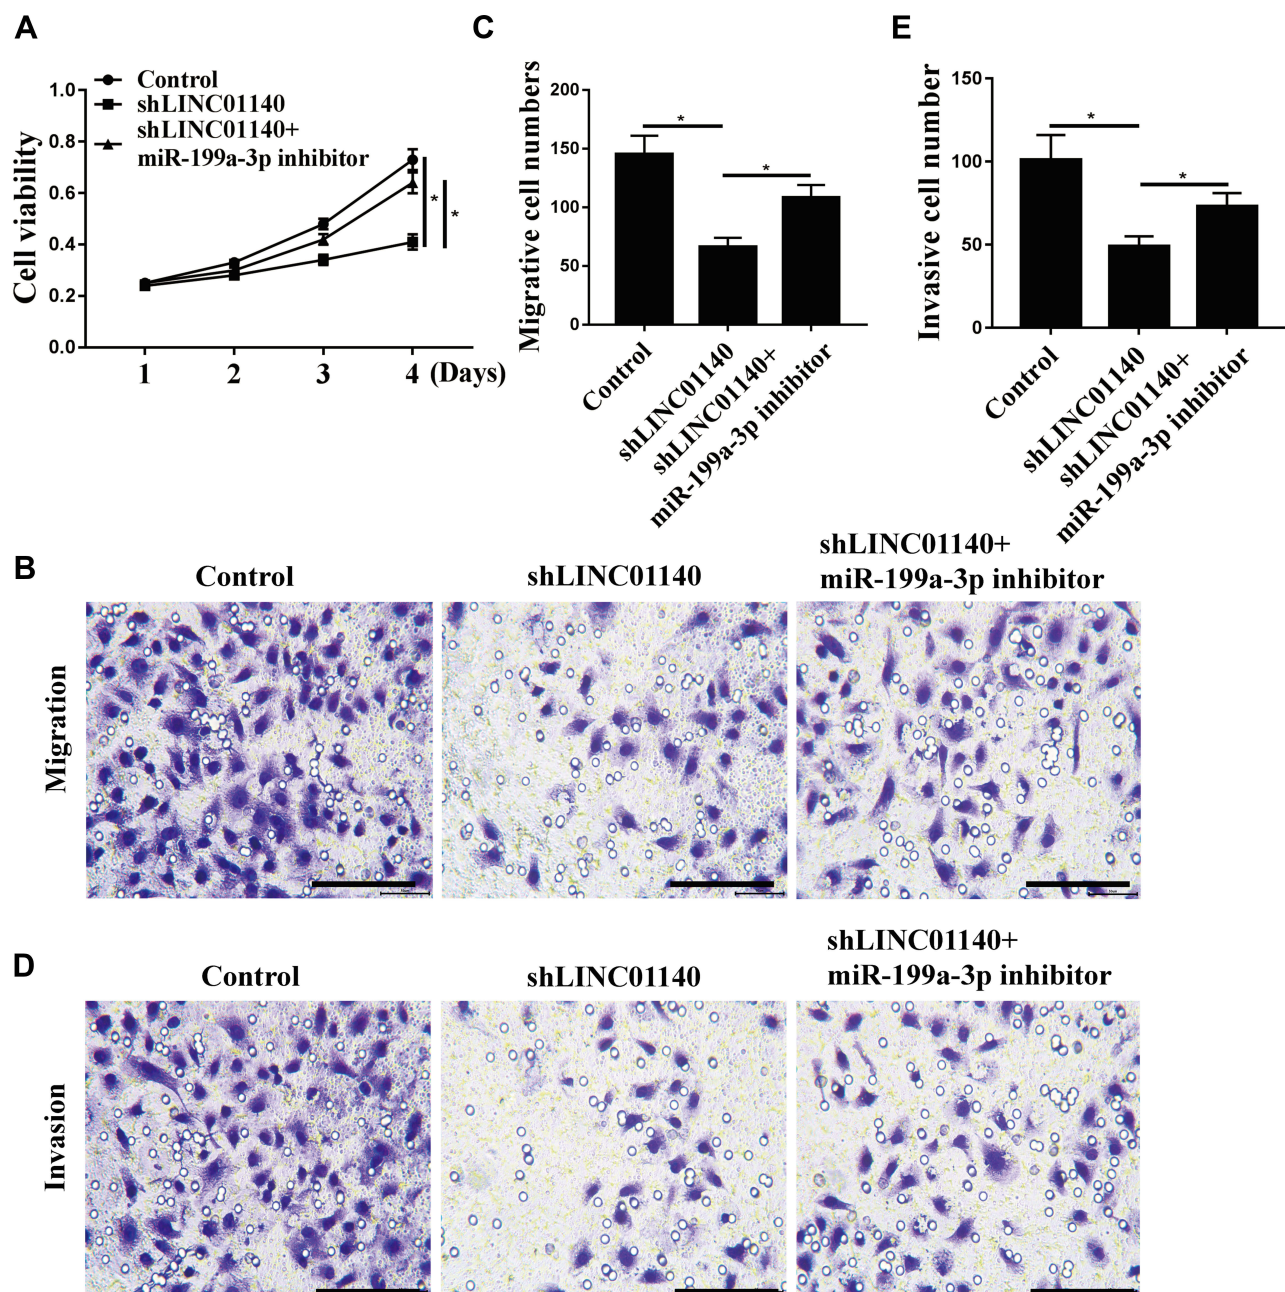 A
Control
shLINC01140
shLINC01140+
miR-199a-3p inhibitor
Cell viability
1.0
0.8
0.6
0.4
0.2
0.0
*
*
1 2 3 4 (Days)
C
Migrative cell numbers
200
150
100
50
0
*
*
Control
shLINC01140
shLINC01140+
miR-199a-3p inhibitor
E
Invasive cell number
150
100
50
0
*
*
Control
shLINC01140
shLINC01140+
miR-199a-3p inhibitor
B
Control
shLINC01140
shLINC01140+
miR-199a-3p inhibitor
Migration
D
Control
shLINC01140
shLINC01140+
miR-199a-3p inhibitor
Invasion